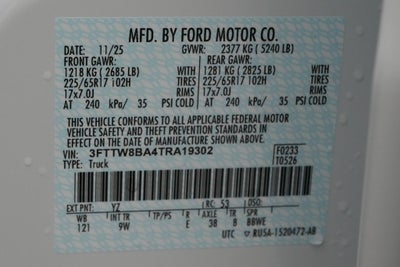 MFD. BY FORD MOTOR CO.
DATE: 11/25 GVWR: 2377 KG ( 5240 LB)
FRONT GAWR: REAR GAWR:
1218 KG ( 2685 LB) WITH 1281 KG ( 2825 LB) WITH
225/65R17 102H TIRES 225/65R17 102H TIRES
17x7.0J RIMS 17x7.0J RIMS
AT 240 kPa/ 35 PSI COLD AT 240 kPa/ 35 PSI COLD
THIS VEHICLE CONFORMS TO ALL APPLICABLE FEDERAL MOTOR
VEHICLE SAFETY AND THEFT PREVENTION STANDARDS IN
EFFECT ON THE DATE OF MANUFACTURE SHOWN ABOVE.
VIN: 3FTTW8BA4TRA19302 F0233
TYPE: Truck T0526
EXT PNT: YZ RC: 53 DSO:
WB INT TR TP/PS R AXLE TR SPR
121 9W E 38 8 BBWE
UTC RU5A-1520472-AB